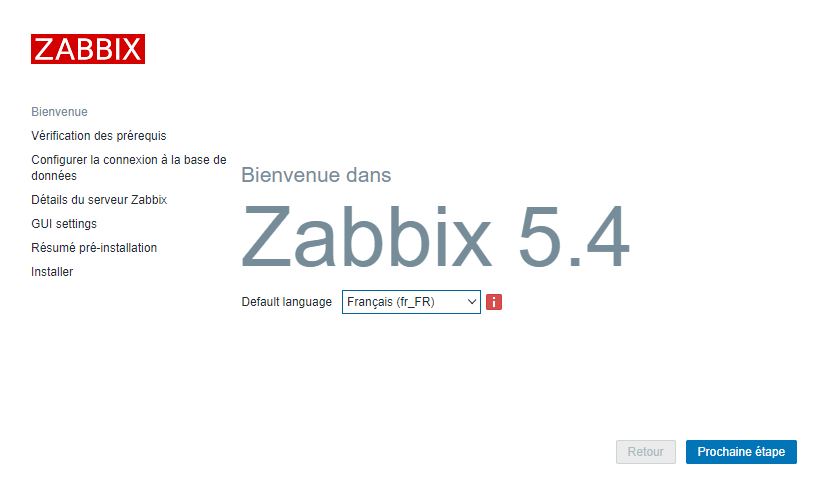 ZABBIX
Bienvenue
Vérification des prérequis
Configurer la connexion à la base de
données
Détails du serveur Zabbix
GUI settings
Résumé pré-installation
Installer
Bienvenue dans
Zabbix 5.4
Default language Français (fr_FR) i
Retour Prochaine étape